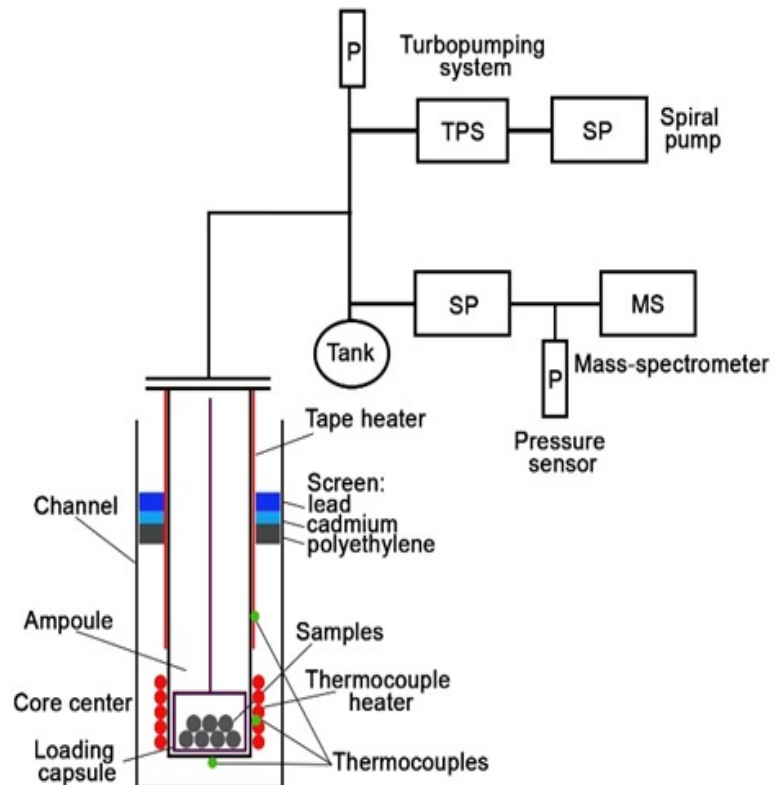 P
Turbopumping
system
TPS
SP
Spiral
pump
SP
MS
Tank
P
Mass-spectrometer
Pressure
sensor
Tape heater
Screen:
lead
cadmium
polyethylene
Channel
Ampoule
Samples
Core center
Thermocouple
heater
Loading
capsule
Thermocouples